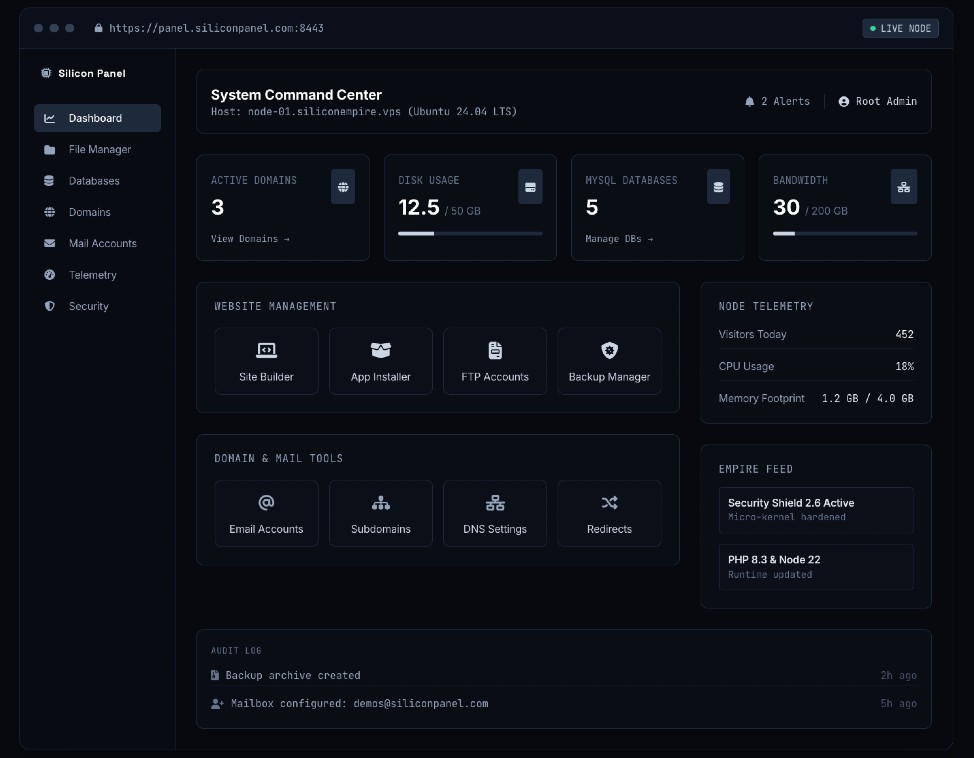 https://panel.siliconpanel.com:8443
LIVE NODE
Silicon Panel
Dashboard
File Manager
Databases
Domains
Mail Accounts
Telemetry
Security
System Command Center
Host: node-01.siliconempire.vps (Ubuntu 24.04 LTS)
2 Alerts
Root Admin
ACTIVE DOMAINS
3
View Domains →
DISK USAGE
12.5 / 50 GB
MYSQL DATABASES
5
Manage DBs →
BANDWIDTH
30 / 200 GB
WEBSITE MANAGEMENT
Site Builder
App Installer
FTP Accounts
Backup Manager
DOMAIN & MAIL TOOLS
Email Accounts
Subdomains
DNS Settings
Redirects
NODE TELEMETRY
Visitors Today 452
CPU Usage 18%
Memory Footprint 1.2 GB / 4.0 GB
EMPIRE FEED
Security Shield 2.6 Active
Micro-kernel hardened
PHP 8.3 & Node 22
Runtime updated
AUDIT LOG
Backup archive created 2h ago
Mailbox configured: demos@siliconpanel.com 5h ago